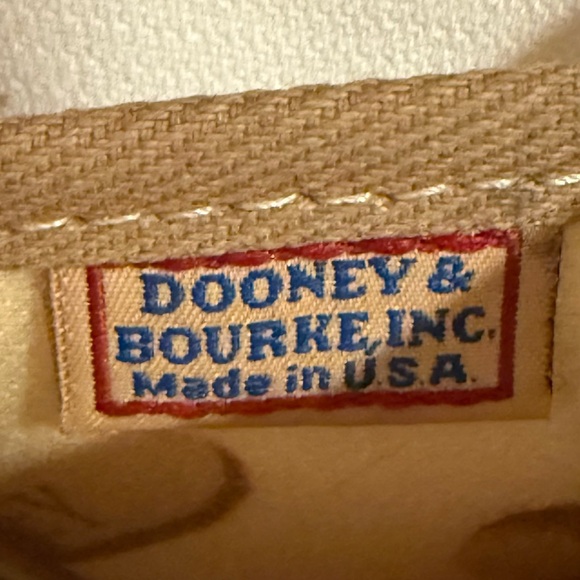 DOONEY &
BOURKE, INC.
Made in U.S.A.